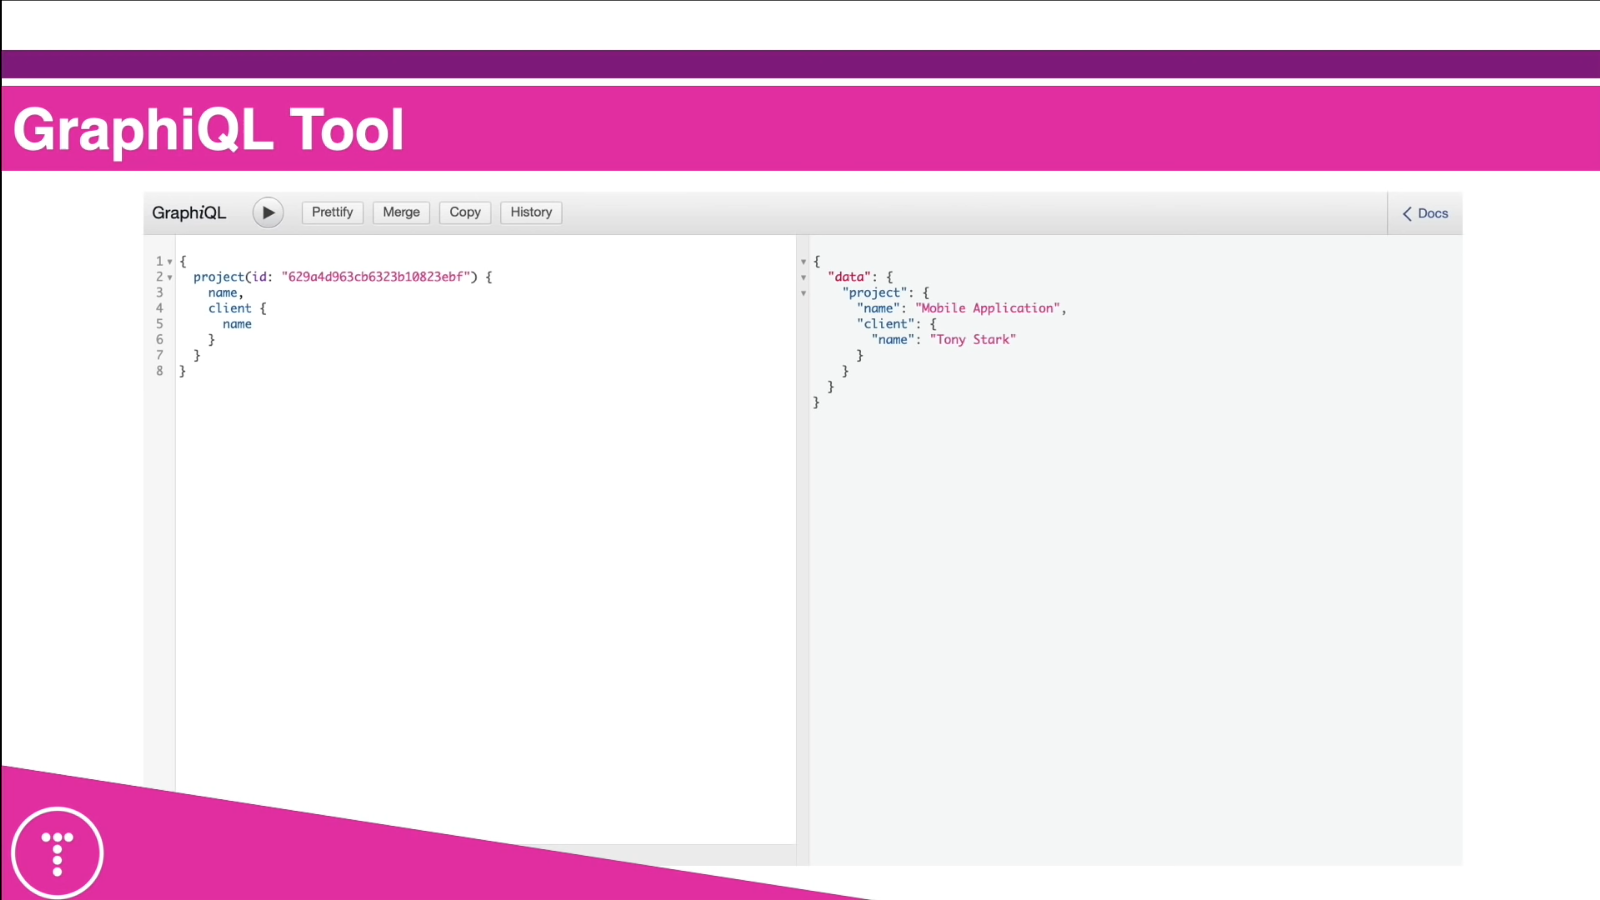 GraphiQL Tool
GraphiQL Prettify Merge Copy History Docs
1 {
2 project(id: "629a4d963cb6323b10823ebf") {
3 name,
4 client {
5 name
6 }
7 }
8 }
{
"data": {
"project": {
"name": "Mobile Application",
"client": {
"name": "Tony Stark"
}
}
}
}
T